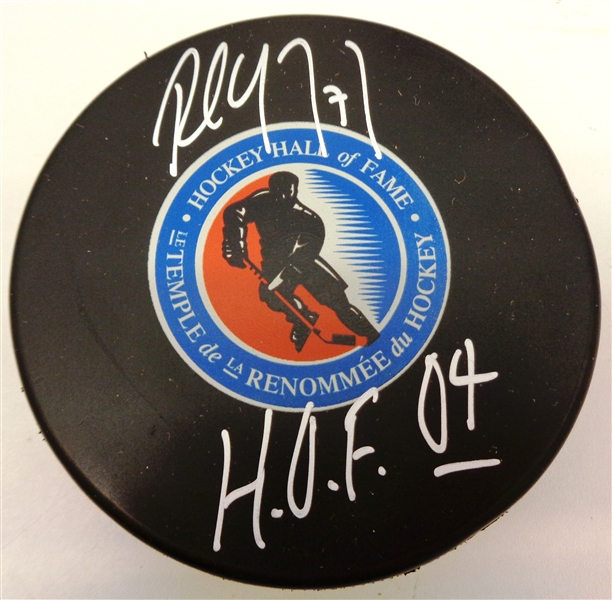 77
• HOCKEY HALL of FAME •
LE TEMPLE de LA RENOMMÉE du HOCKEY
H.O.F. 04